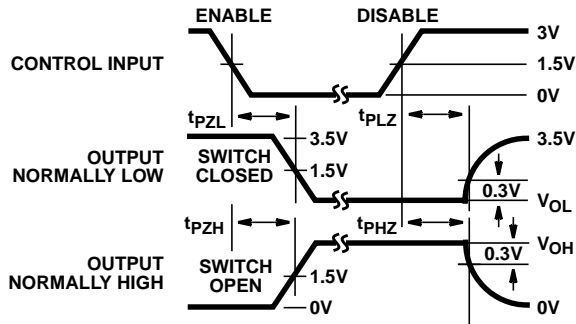 ENABLE DISABLE
3V
CONTROL INPUT 1.5V
0V
tPZL tPLZ
3.5V 3.5V
OUTPUT NORMALLY LOW
SWITCH CLOSED
1.5V
0.3V
VOL
tPZH tPHZ
VOH
0.3V
OUTPUT NORMALLY HIGH
SWITCH OPEN
1.5V
0V 0V